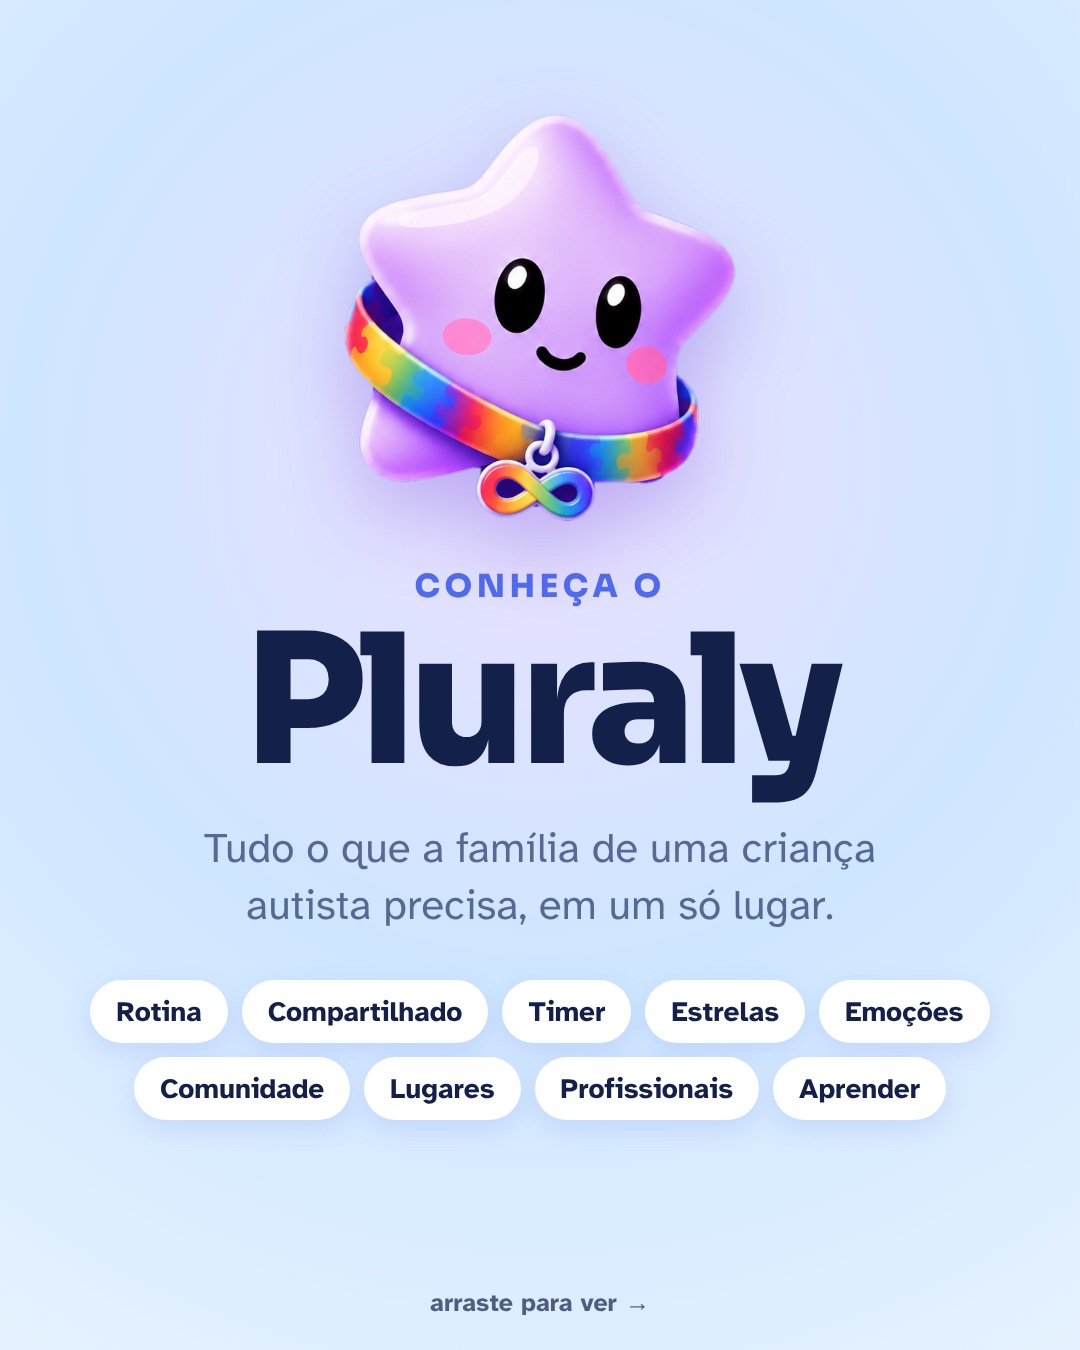 CONHEÇA O
Pluraly
Tudo o que a família de uma criança
autista precisa, em um só lugar.
Rotina Compartilhado Timer Estrelas Emoções
Comunidade Lugares Profissionais Aprender
arraste para ver →